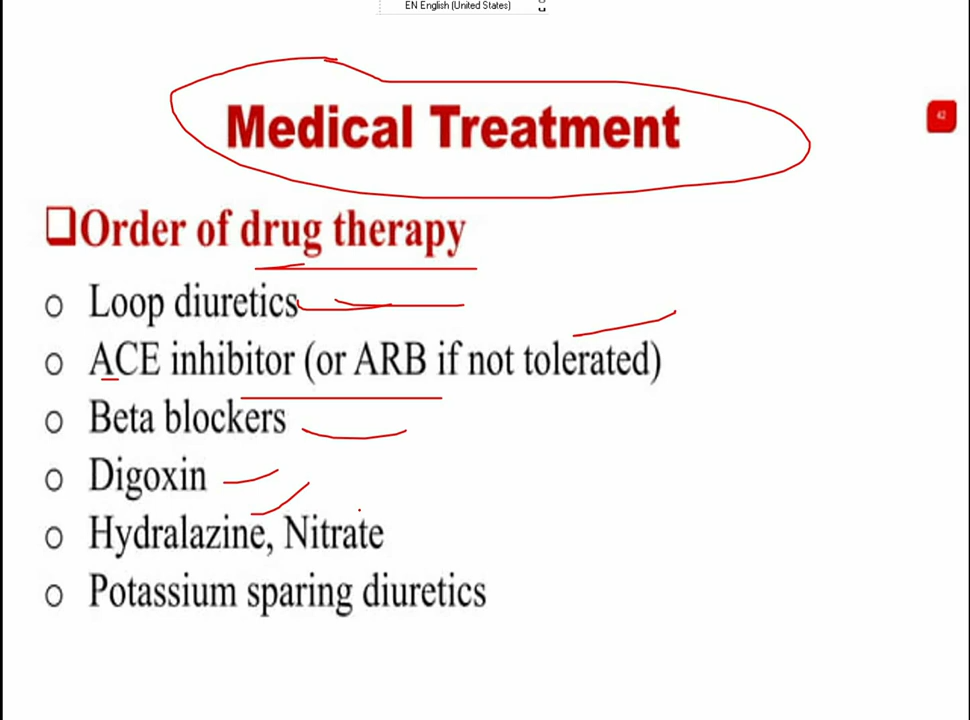 EN English (United States)
Medical Treatment
42
❑Order of drug therapy
o Loop diuretics
o ACE inhibitor (or ARB if not tolerated)
o Beta blockers
o Digoxin
o Hydralazine, Nitrate
o Potassium sparing diuretics